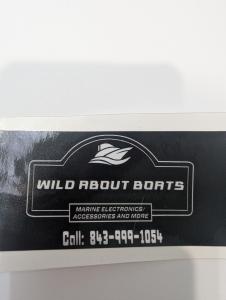 WILD ABOUT BOATS
MARINE ELECTRONICS/
ACCESSORIES AND MORE
Call: 843-999-1054